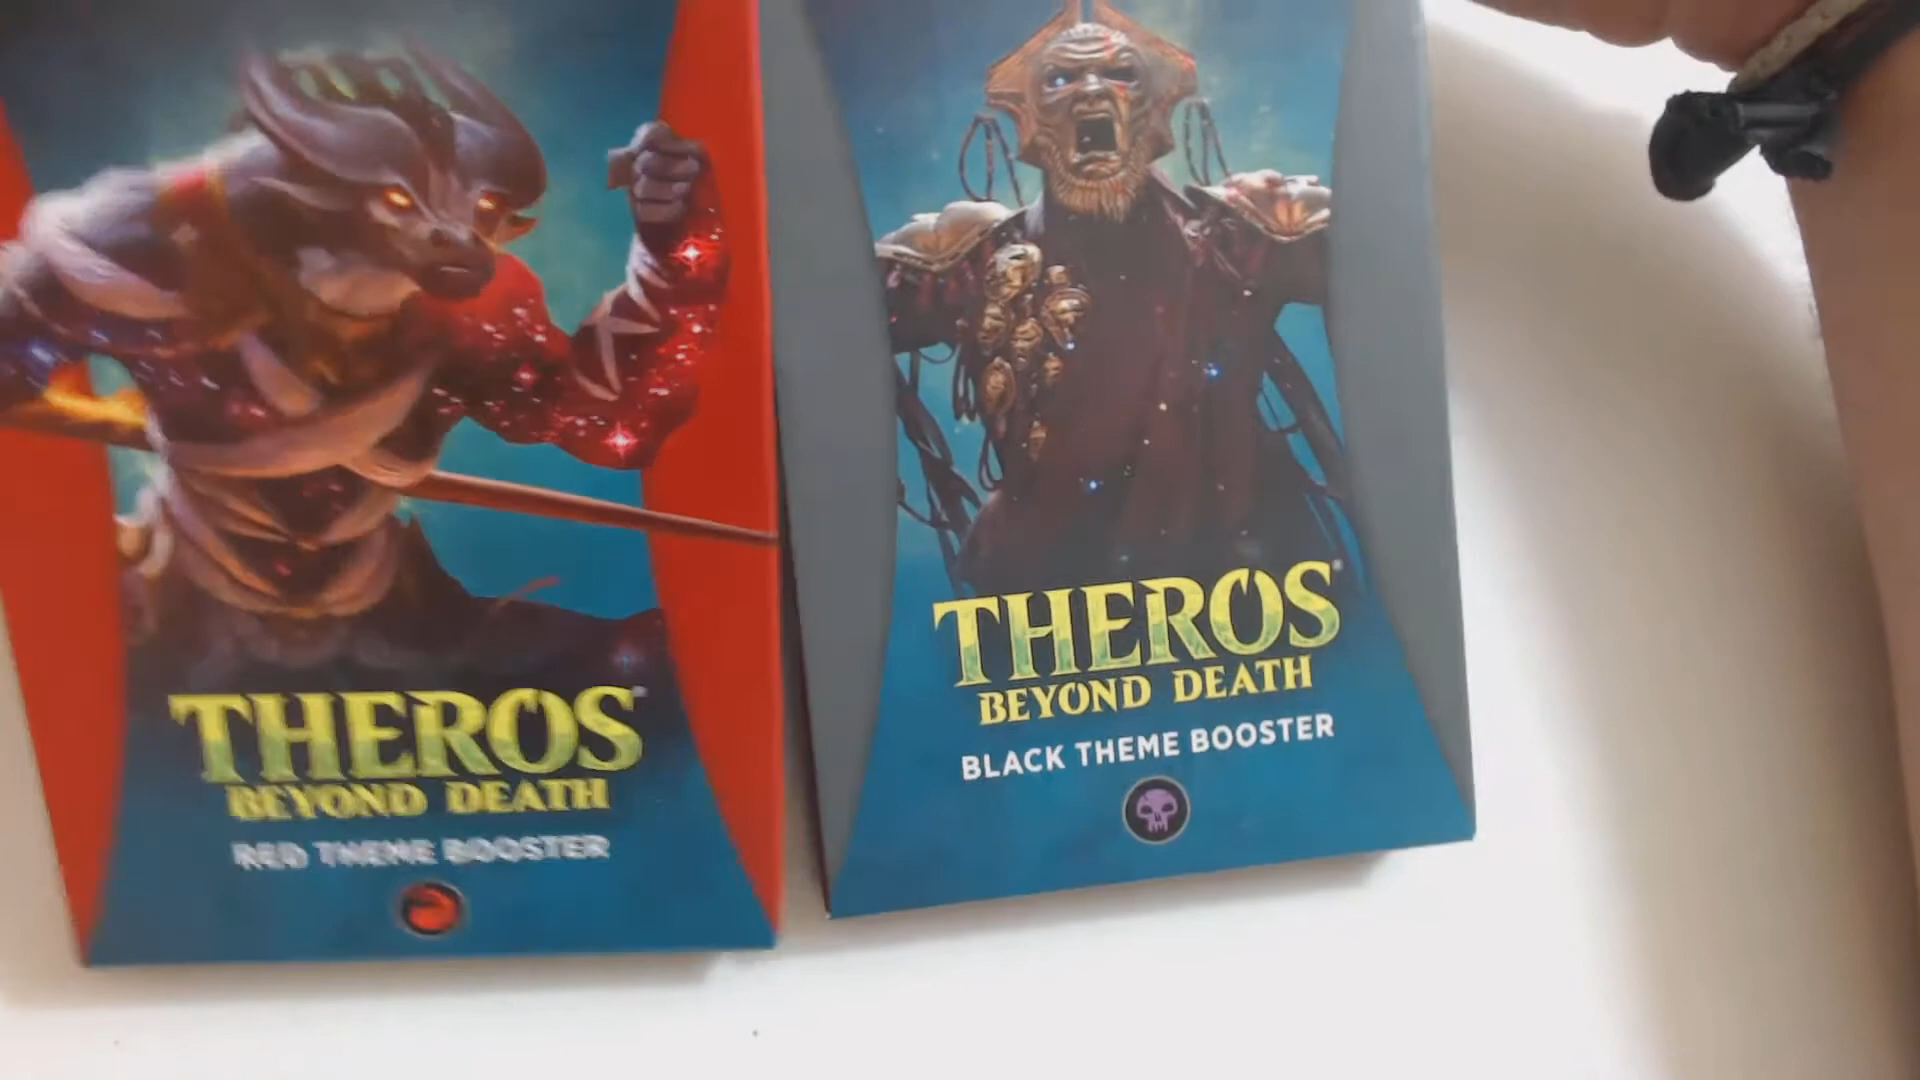 THEROS
BEYOND DEATH
RED THEME BOOSTER
THEROS
BEYOND DEATH
BLACK THEME BOOSTER